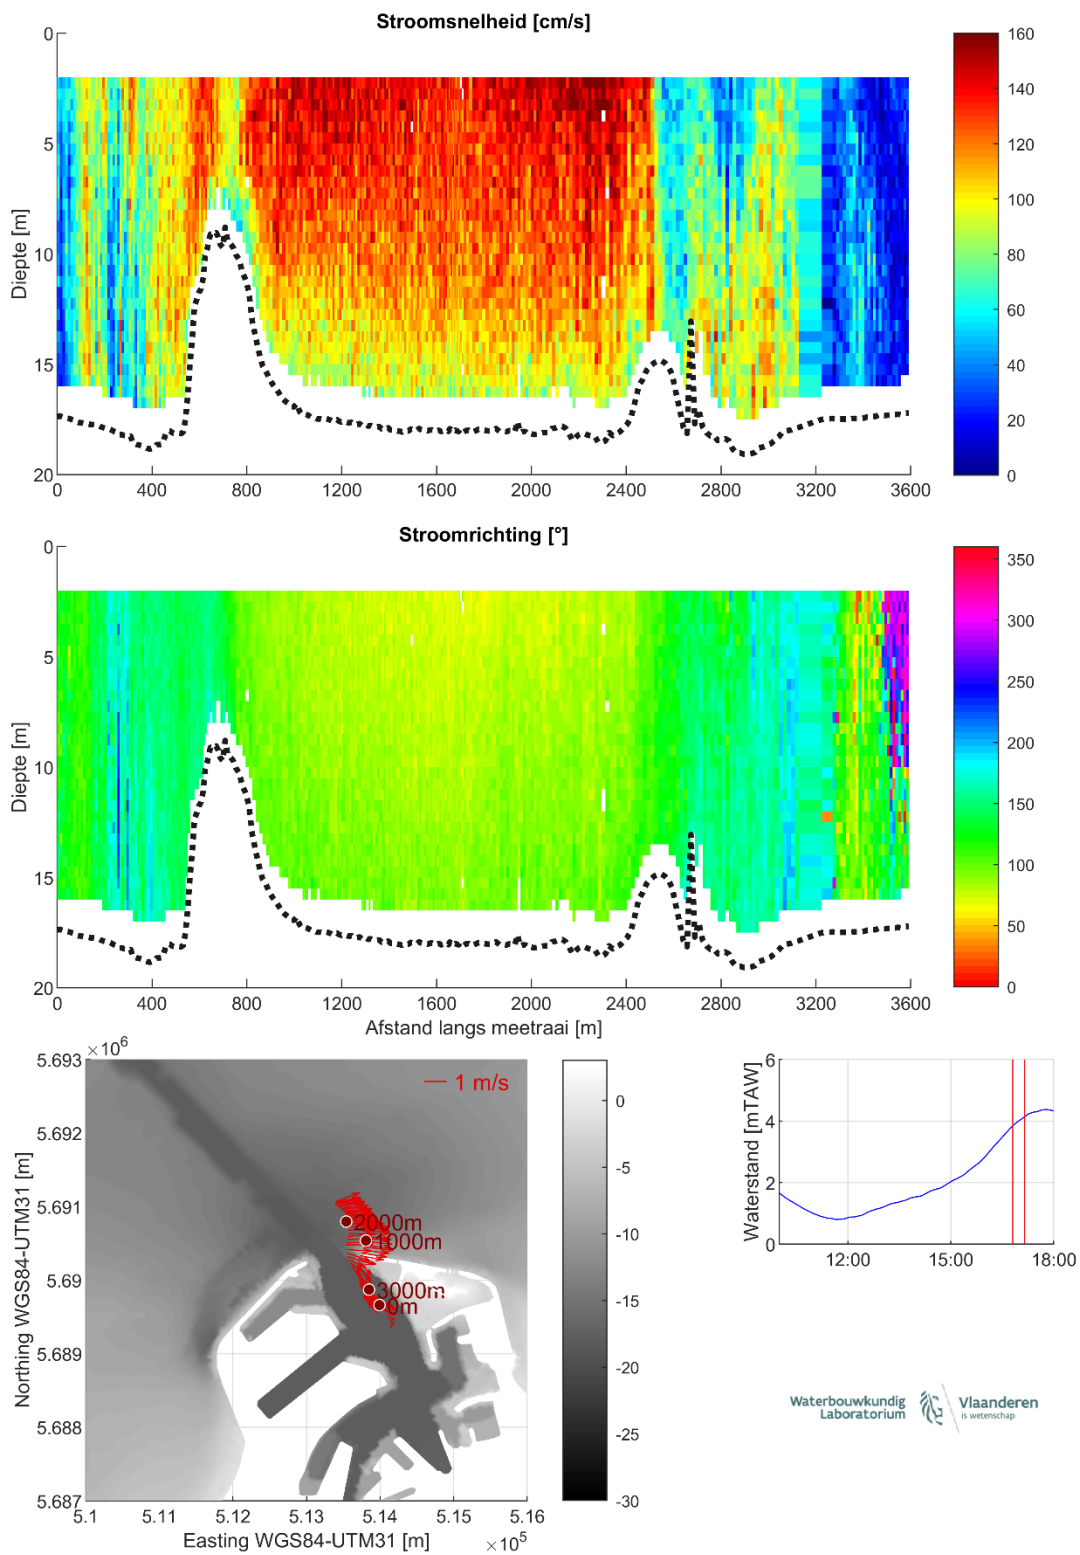 Stroomsnelheid [cm/s]
0
5
10
15
20
Diepte [m]
0 400 800 1200 1600 2000 2400 2800 3200 3600
160
140
120
100
80
60
40
20
0
Stroomrichting [°]
0
5
10
15
20
Diepte [m]
0 400 800 1200 1600 2000 2400 2800 3200 3600
Afstand langs meetraai [m]
350
300
250
200
150
100
50
0
×10⁶
5.693
5.692
5.691
5.69
5.689
5.688
5.687
Northing WGS84-UTM31 [m]
1 m/s
2000m
1000m
3000m
0m
5.1 5.11 5.12 5.13 5.14 5.15 5.16
Easting WGS84-UTM31 [m]
×10⁵
0
-5
-10
-15
-20
-25
-30
Waterstand [mTAW]
6
4
2
0
12:00 15:00 18:00
Waterbouwkundig
Laboratorium
Vlaanderen
is wetenschap